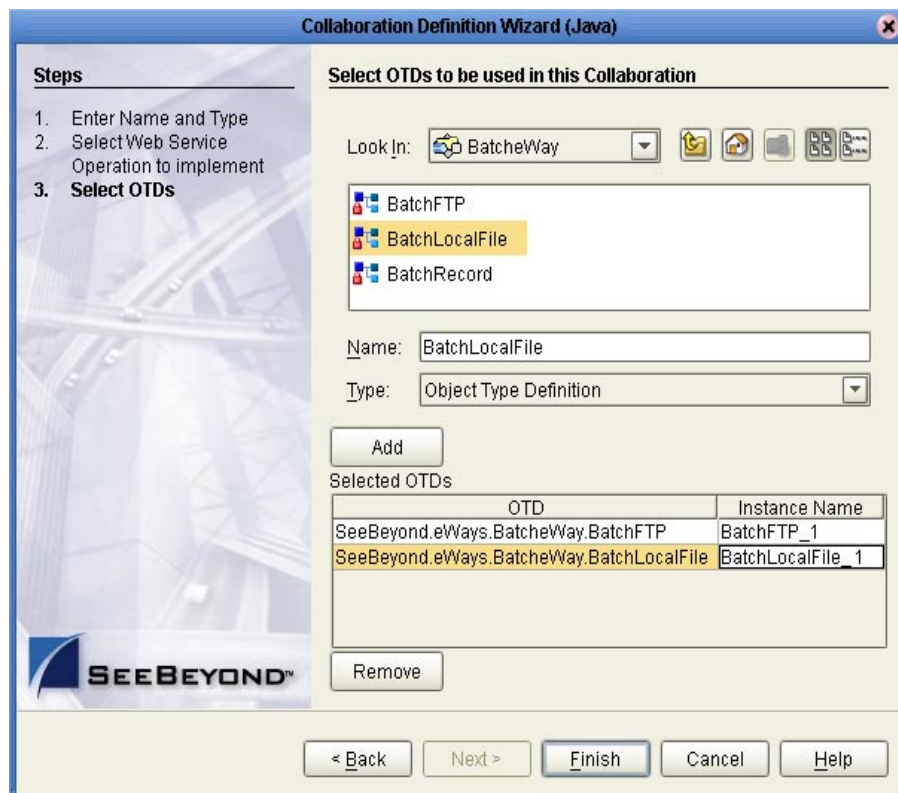 Collaboration Definition Wizard (Java)
Steps
1. Enter Name and Type
2. Select Web Service
Operation to implement
3. Select OTDs
SEEBEYOND™
Select OTDs to be used in this Collaboration
Look In: BatcheWay
BatchFTP
BatchLocalFile
BatchRecord
Name: BatchLocalFile
Type: Object Type Definition
Add
Selected OTDs
OTD Instance Name
SeeBeyond.eWays.BatcheWay.BatchFTP BatchFTP_1
SeeBeyond.eWays.BatcheWay.BatchLocalFile BatchLocalFile_1
Remove
< Back Next > Finish Cancel Help